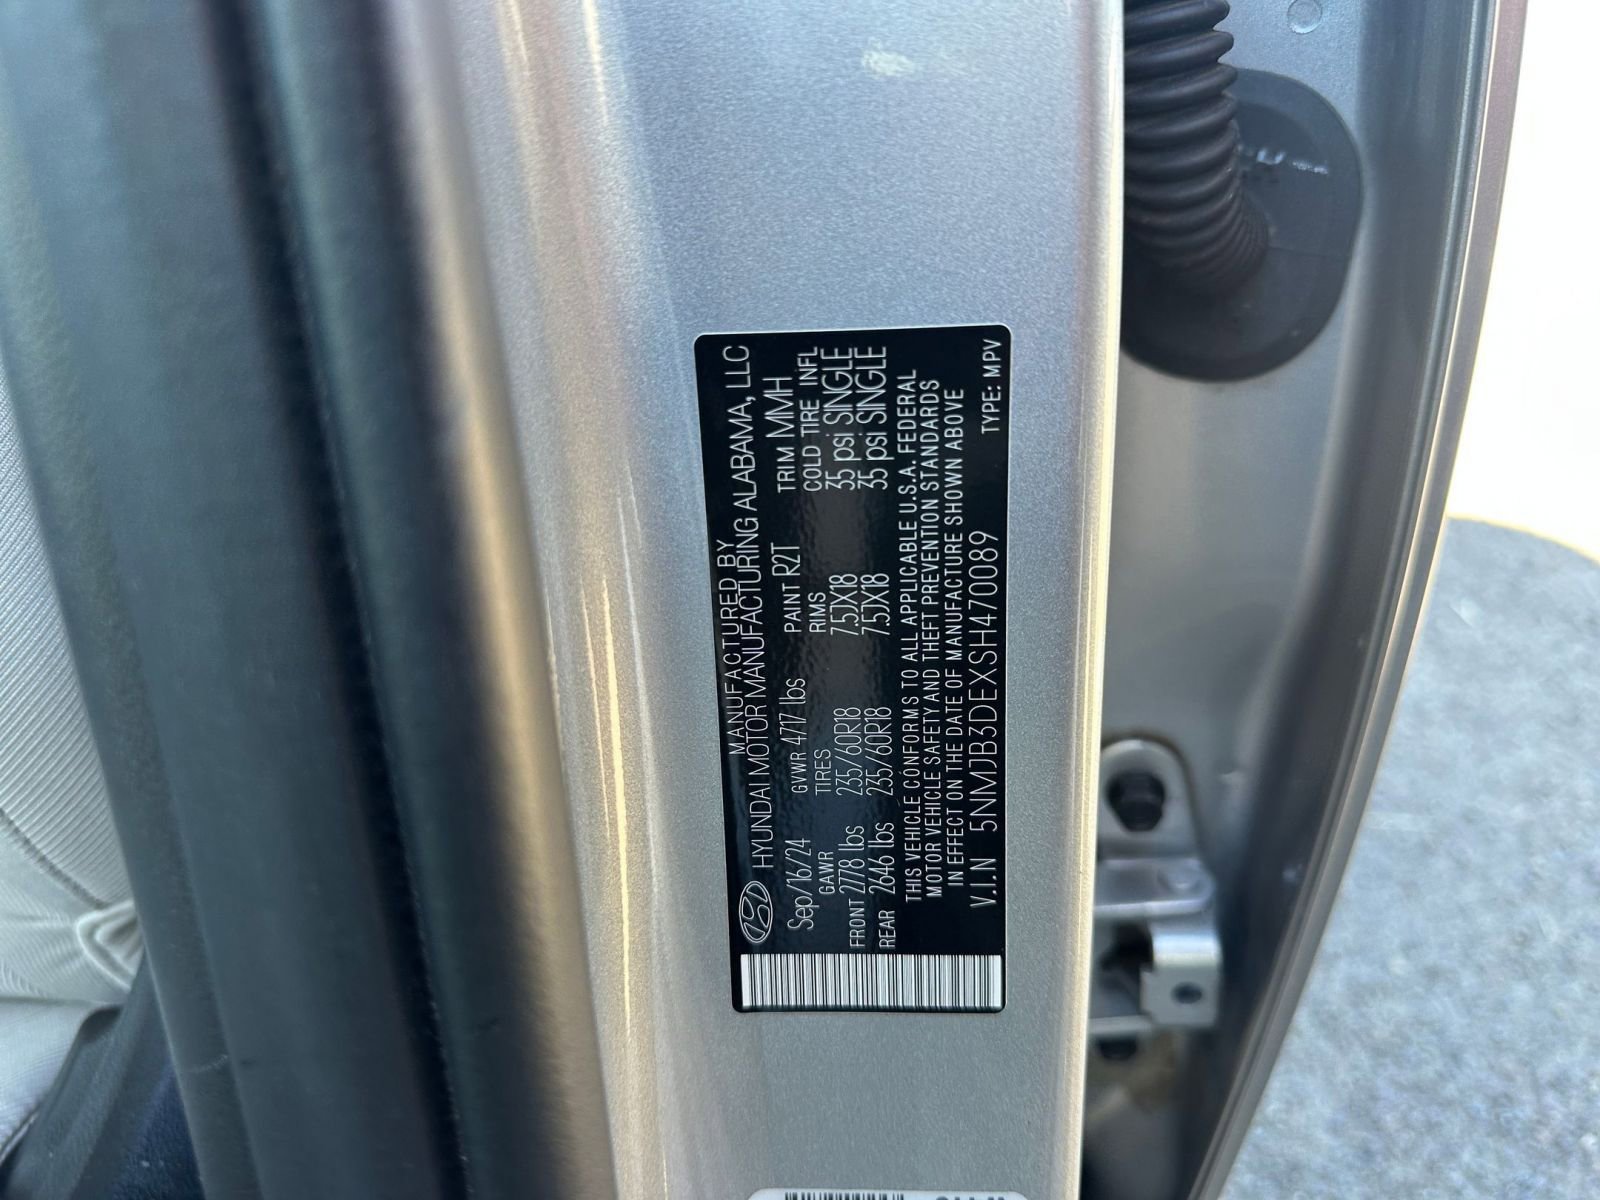 MANUFACTURED BY
HYUNDAI MOTOR MANUFACTURING ALABAMA, LLC
Sep/16/24 GVWR 4717 lbs PAINT R2T TRIM MMH
GAWR TIRES RIMS COLD TIRE INFL
FRONT 2778 lbs 235/60R18 7.5JX18 35 psi SINGLE
REAR 2646 lbs 235/60R18 7.5JX18 35 psi SINGLE
THIS VEHICLE CONFORMS TO ALL APPLICABLE U.S.A. FEDERAL
MOTOR VEHICLE SAFETY AND THEFT PREVENTION STANDARDS
IN EFFECT ON THE DATE OF MANUFACTURE SHOWN ABOVE
V.I.N 5NMJB3DEXSH470089 TYPE: MPV